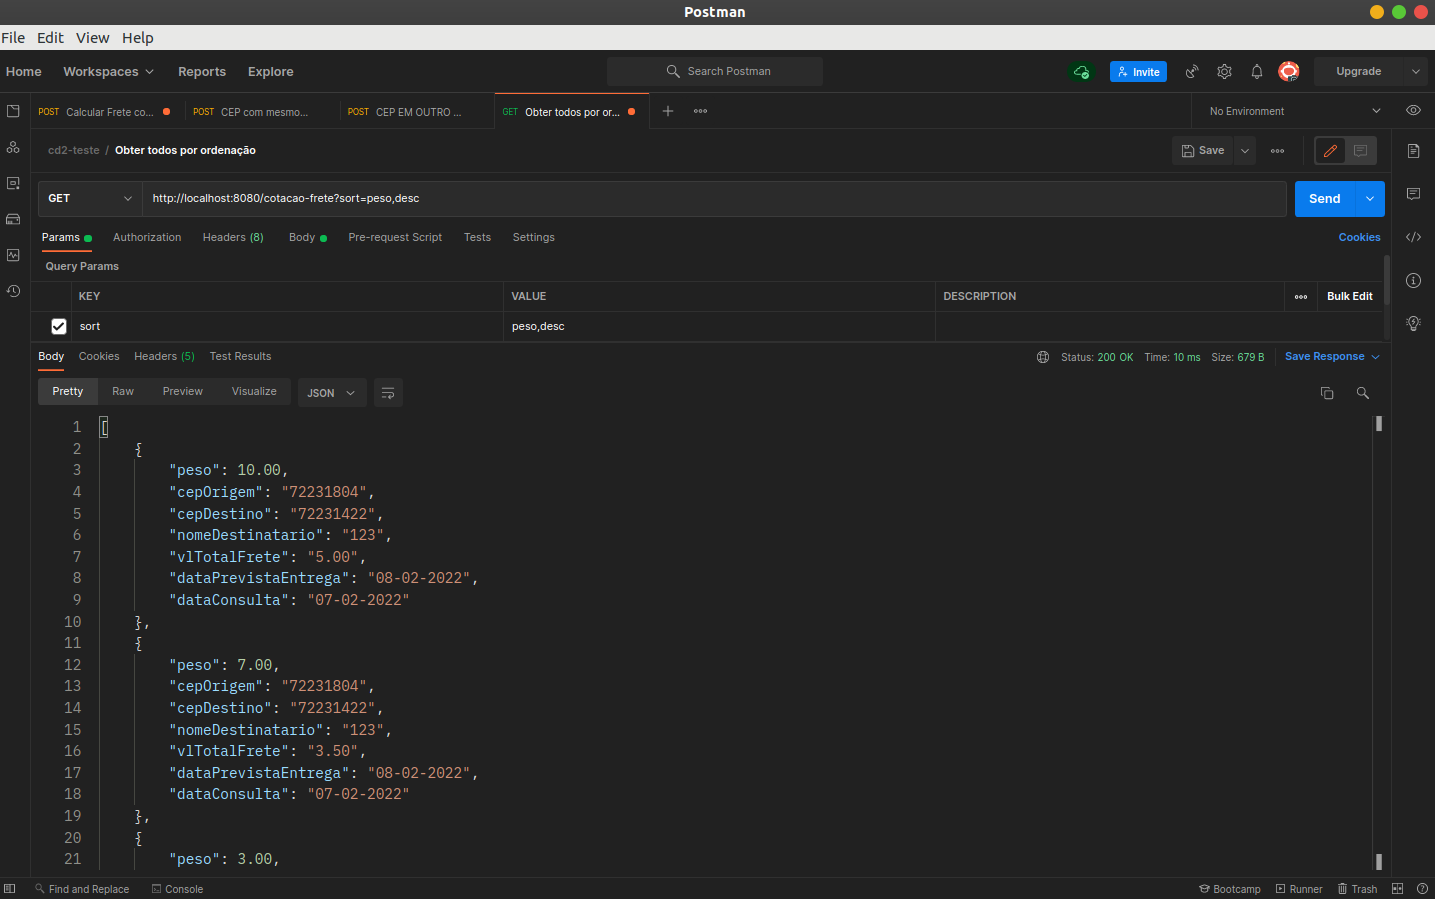 Postman
File Edit View Help
Home Workspaces Reports Explore Search Postman Invite Upgrade
POST Calcular Frete co... POST CEP com mesmo... POST CEP EM OUTRO ... GET Obter todos por or... No Environment
cd2-teste / Obter todos por ordenação Save
GET http://localhost:8080/cotacao-frete?sort=peso,desc Send
Params Authorization Headers (8) Body Pre-request Script Tests Settings Cookies
Query Params
KEY VALUE DESCRIPTION Bulk Edit
sort peso,desc
Body Cookies Headers (5) Test Results Status: 200 OK Time: 10 ms Size: 679 B Save Response
Pretty Raw Preview Visualize JSON
1 [
2 {
3 "peso": 10.00,
4 "cepOrigem": "72231804",
5 "cepDestino": "72231422",
6 "nomeDestinatario": "123",
7 "vlTotalFrete": "5.00",
8 "dataPrevistaEntrega": "08-02-2022",
9 "dataConsulta": "07-02-2022"
10 },
11 {
12 "peso": 7.00,
13 "cepOrigem": "72231804",
14 "cepDestino": "72231422",
15 "nomeDestinatario": "123",
16 "vlTotalFrete": "3.50",
17 "dataPrevistaEntrega": "08-02-2022",
18 "dataConsulta": "07-02-2022"
19 },
20 {
21 "peso": 3.00,
Find and Replace Console Bootcamp Runner Trash